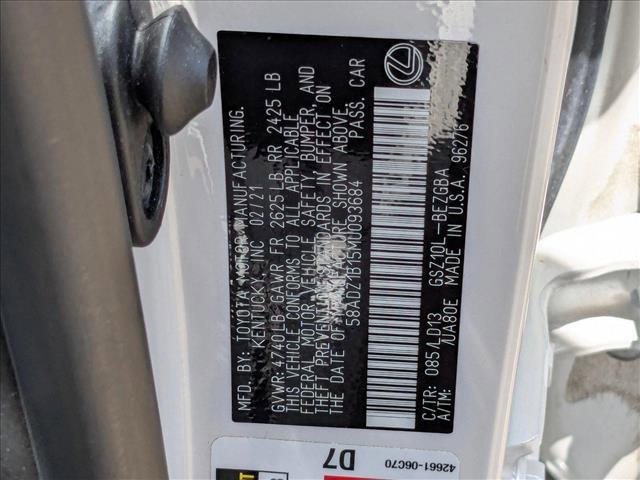 MFD. BY: TOYOTA MOTOR MANUFACTURING.
KENTUCKY, INC 02/21
GVWR: 4740LB GAWR FR 2625 LB RR 2425 LB
THIS VEHICLE CONFORMS TO ALL APPLICABLE
FEDERAL MOTOR VEHICLE SAFETY, BUMPER, AND
THEFT PREVENTION STANDARDS IN EFFECT ON
THE DATE OF MANUFACTURE SHOWN ABOVE.
58ADZ1B15MU093684 PASS. CAR
C/TR: 085/LD13 GSZ10L-BEZGBA
A/TM: /UA80E MADE IN U.S.A. 96276
42661-06C70
D7